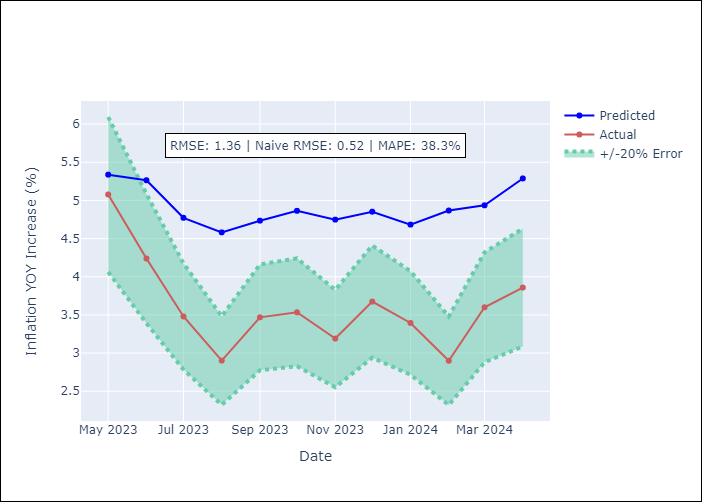 RMSE: 1.36 | Naive RMSE: 0.52 | MAPE: 38.3%
Predicted
Actual
+/-20% Error
Inflation YOY Increase (%)
6
5.5
5
4.5
4
3.5
3
2.5
May 2023
Jul 2023
Sep 2023
Nov 2023
Jan 2024
Mar 2024
Date